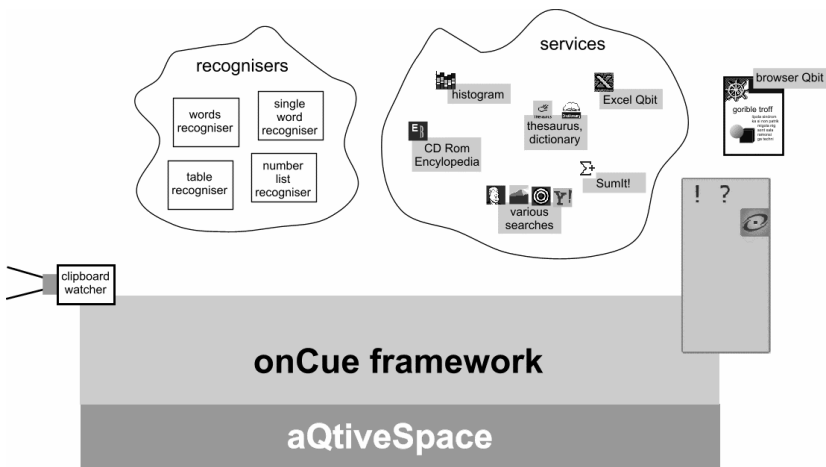 recognisers
words
recogniser
single
word
recogniser
table
recogniser
number
list
recogniser
services
histogram
Excel Qbit
thesaurus,
dictionary
CD Rom
Encylopedia
SumIt!
various
searches
browser Qbit
gorible troff
! ?
clipboard
watcher
onCue framework
aQtiveSpace